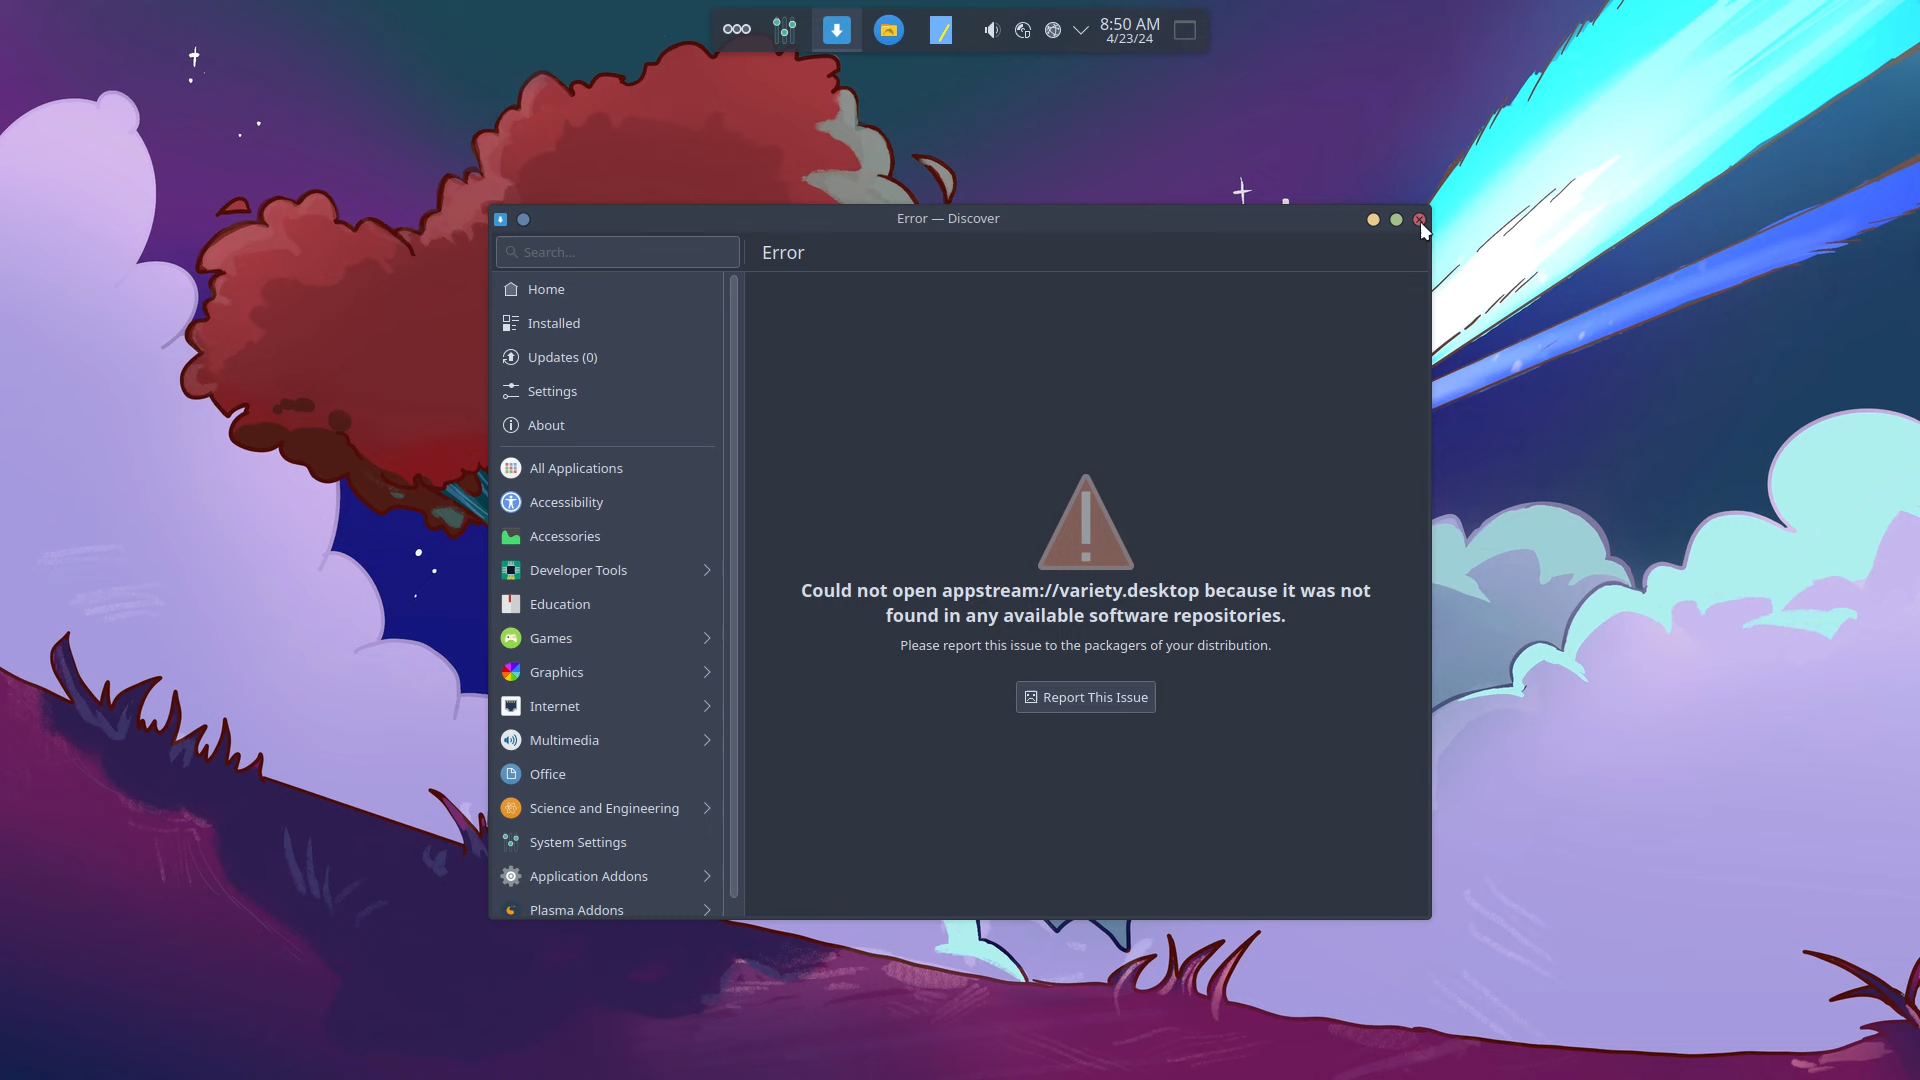 8:50 AM
4/23/24
Error — Discover
Search...
Error
Home
Installed
Updates (0)
Settings
About
All Applications
Accessibility
Accessories
Developer Tools
Education
Games
Graphics
Internet
Multimedia
Office
Science and Engineering
System Settings
Application Addons
Plasma Addons
Could not open appstream://variety.desktop because it was not
found in any available software repositories.
Please report this issue to the packagers of your distribution.
Report This Issue